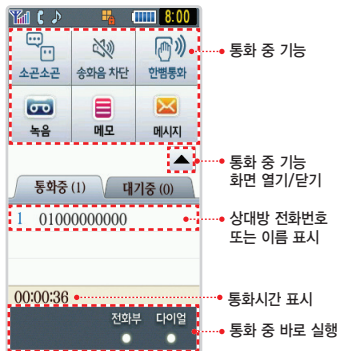 8:00
소곤소곤 송화음 차단 한뼘통화
통화 중 기능
녹음 메모 메시지
통화 중 기능
화면 열기/닫기
통화중 (1) 대기중 (0)
1 01000000000
상대방 전화번호
또는 이름 표시
00:00:36
통화시간 표시
전화부 다이얼
통화 중 바로 실행